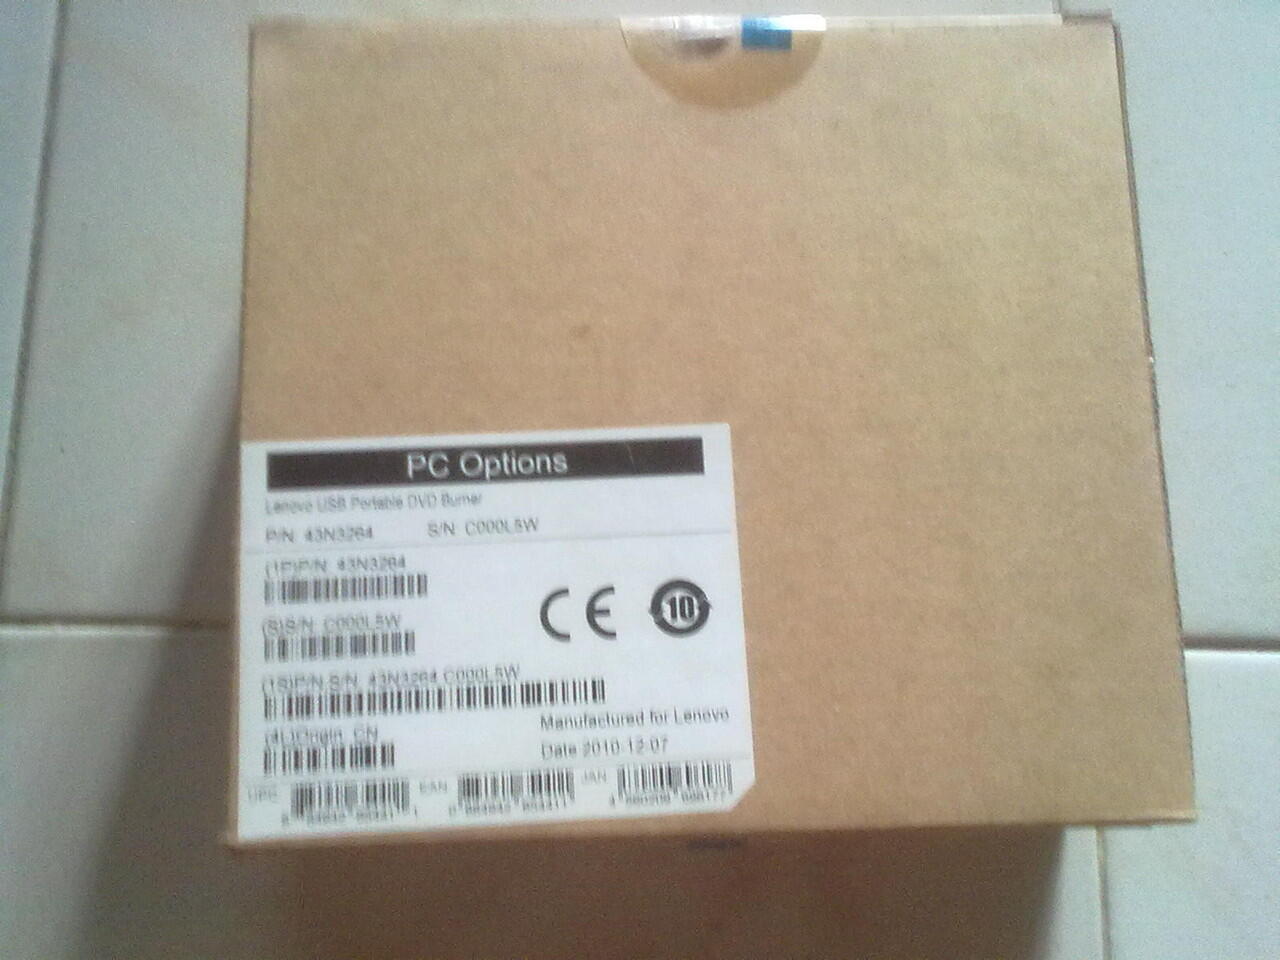 PC Options
Lenovo USB Portable DVD Burner
P/N 43N3264 S/N C000L5W
(1P)P/N 43N3264
(S)S/N C000L5W
CE 10
(1S)P/N S/N 43N3264 C000L5W
Manufactured for Lenovo
(4L)Origin CN
Date 2010-12-07
UPC EAN JAN